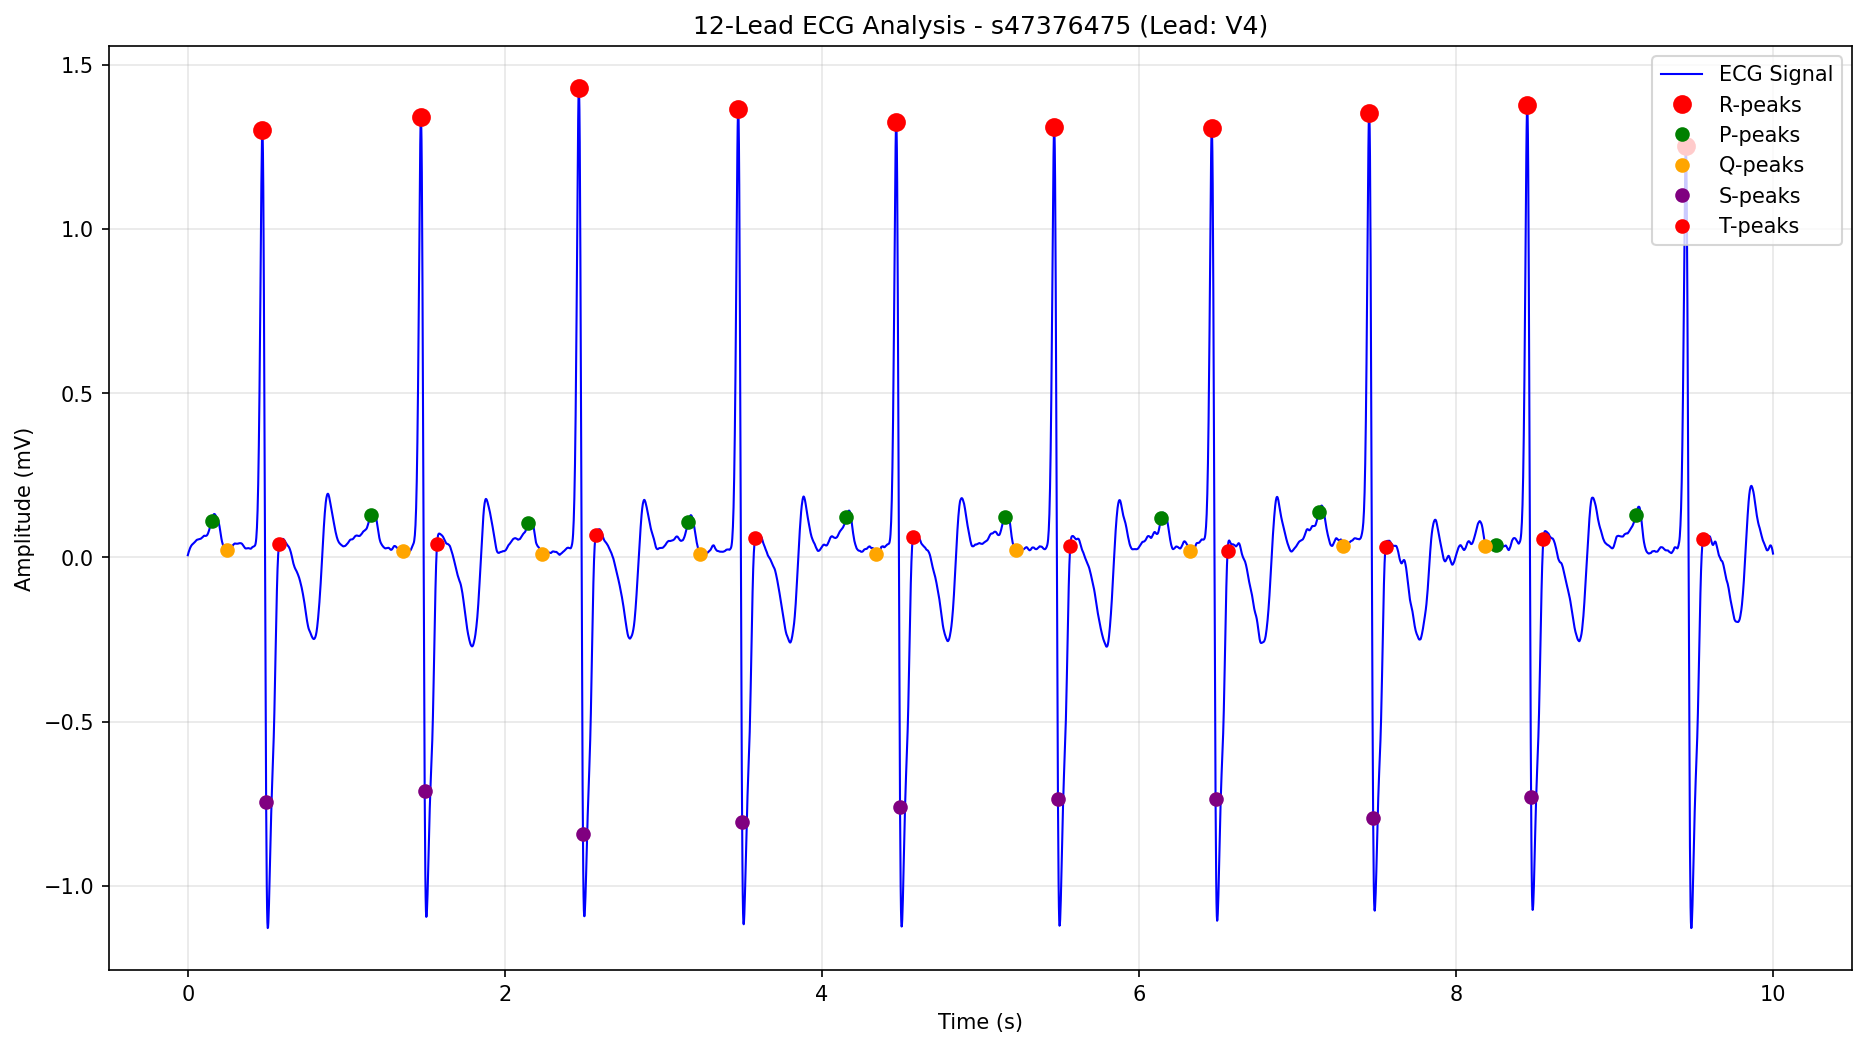 12-Lead ECG Analysis - s47376475 (Lead: V4)
ECG Signal
R-peaks
P-peaks
Q-peaks
S-peaks
T-peaks
Amplitude (mV)
1.5
1.0
0.5
0.0
−0.5
−1.0
0 2 4 6 8 10
Time (s)